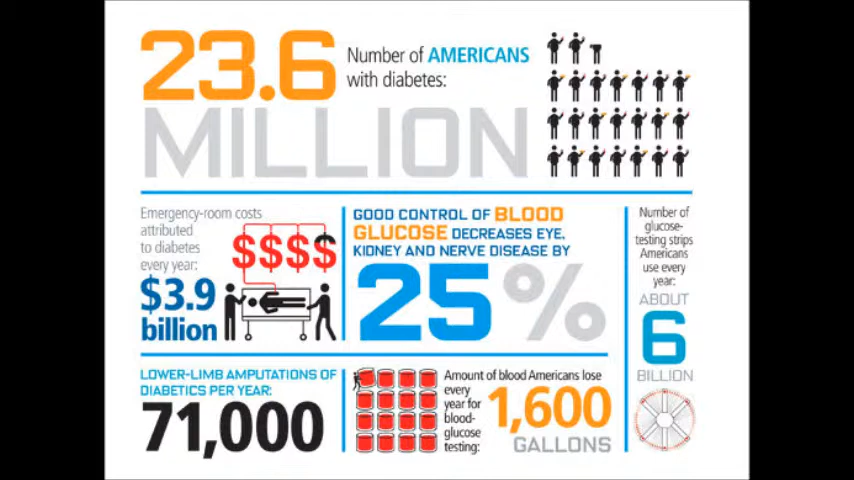 23.6
MILLION
Number of AMERICANS
with diabetes:
Emergency-room costs
attributed
to diabetes
every year:
$$$$
$3.9
billion
GOOD CONTROL OF BLOOD
GLUCOSE DECREASES EYE,
KIDNEY AND NERVE DISEASE BY
25%
Number of
glucose-
testing strips
Americans
use every
year:
ABOUT
6
BILLION
LOWER-LIMB AMPUTATIONS OF
DIABETICS PER YEAR:
71,000
Amount of blood Americans lose
every
year for
blood-
glucose
testing:
1,600
GALLONS